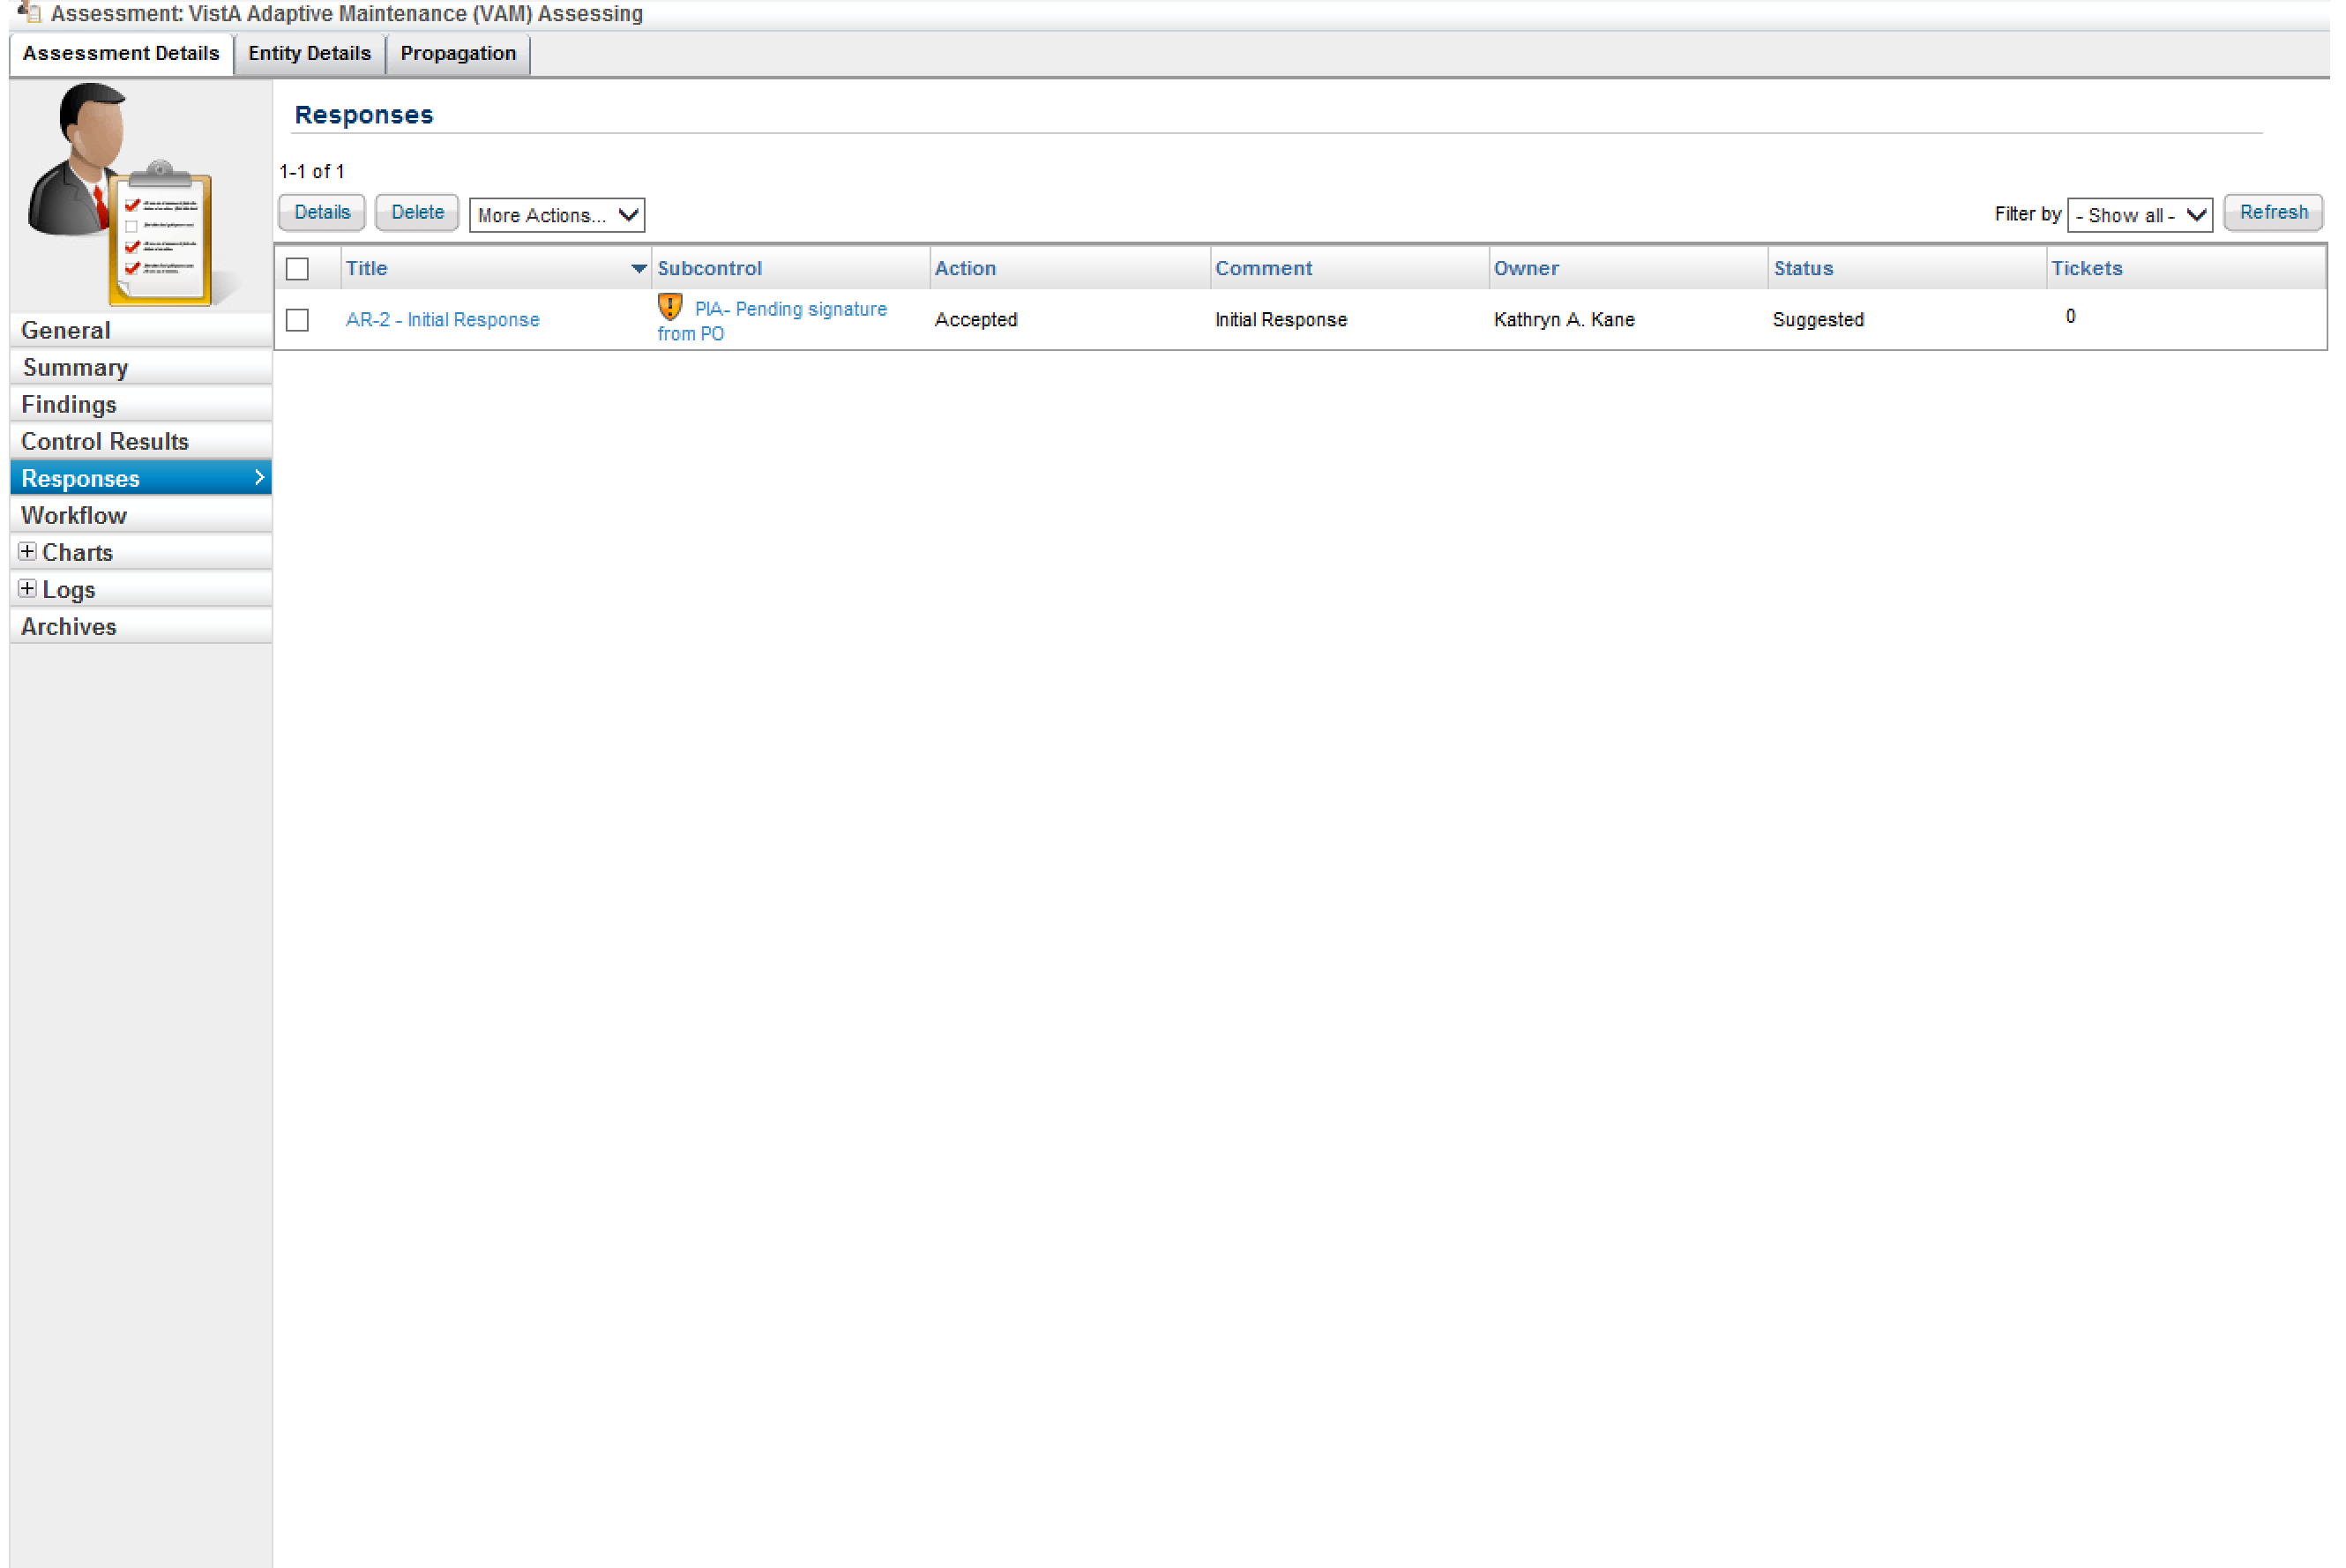 Assessment: VistA Adaptive Maintenance (VAM) Assessing
Assessment Details Entity Details Propagation
Responses
1-1 of 1
Details Delete More Actions... Filter by - Show all - Refresh
Title Subcontrol Action Comment Owner Status Tickets
AR-2 - Initial Response PIA- Pending signature from PO Accepted Initial Response Kathryn A. Kane Suggested 0
General
Summary
Findings
Control Results
Responses
Workflow
Charts
Logs
Archives